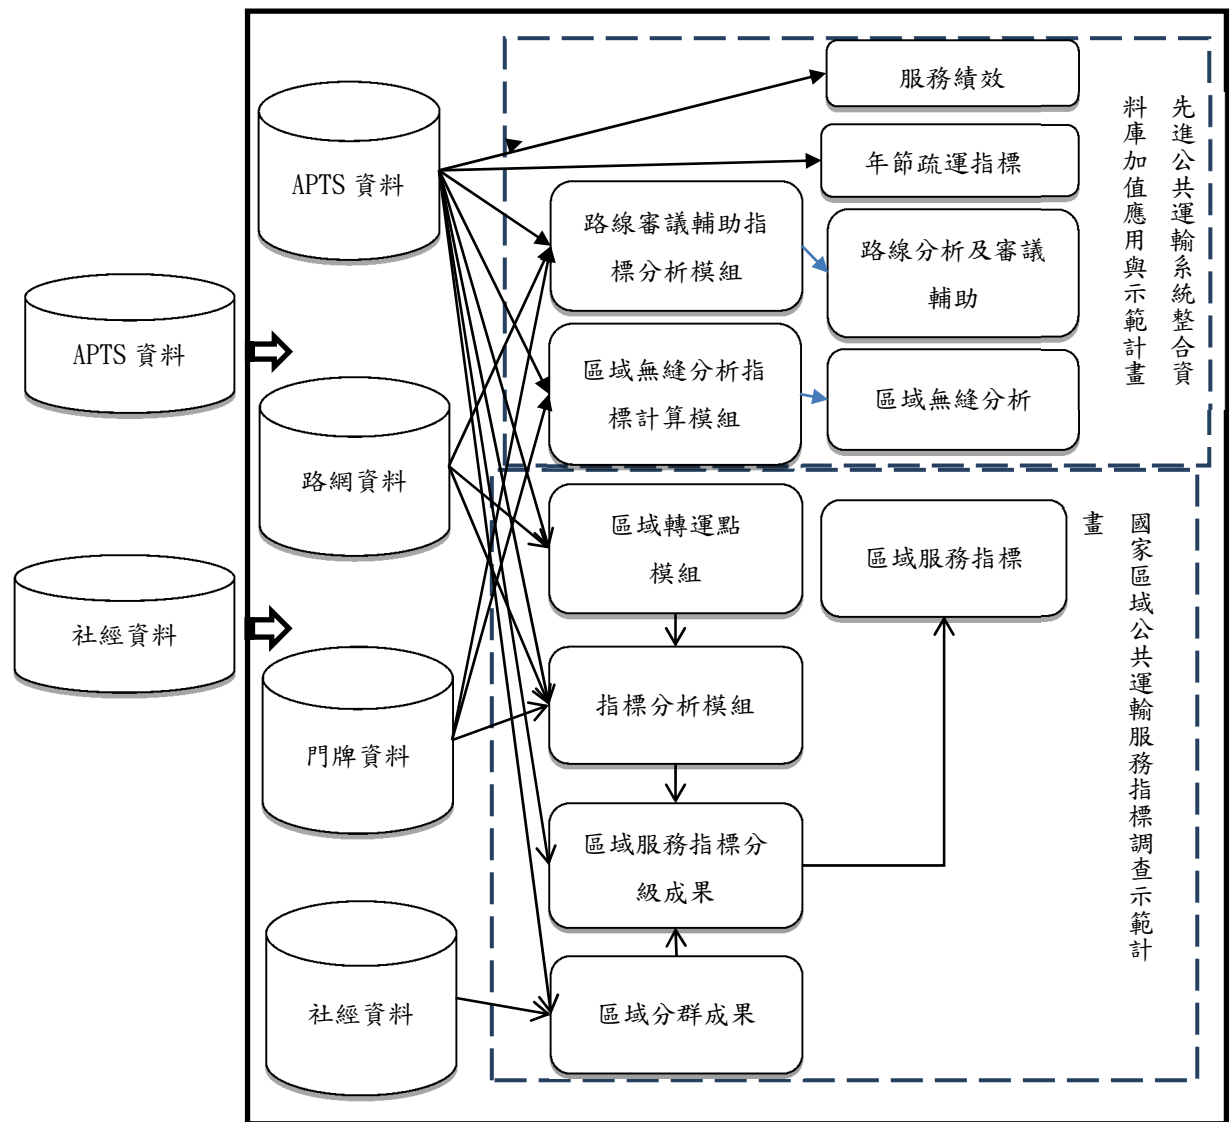 服務績效
年節疏運指標
APTS 資料
路線審議輔助指
標分析模組
路線分析及審議
輔助
先進公共運輸系統整合資
料庫加值應用與示範計畫
APTS 資料
區域無縫分析指
標計算模組
區域無縫分析
路網資料
區域轉運點
模組
區域服務指標
國家區域公共運輸服務指標調查示範計
畫
社經資料
門牌資料
指標分析模組
區域服務指標分
級成果
社經資料
區域分群成果